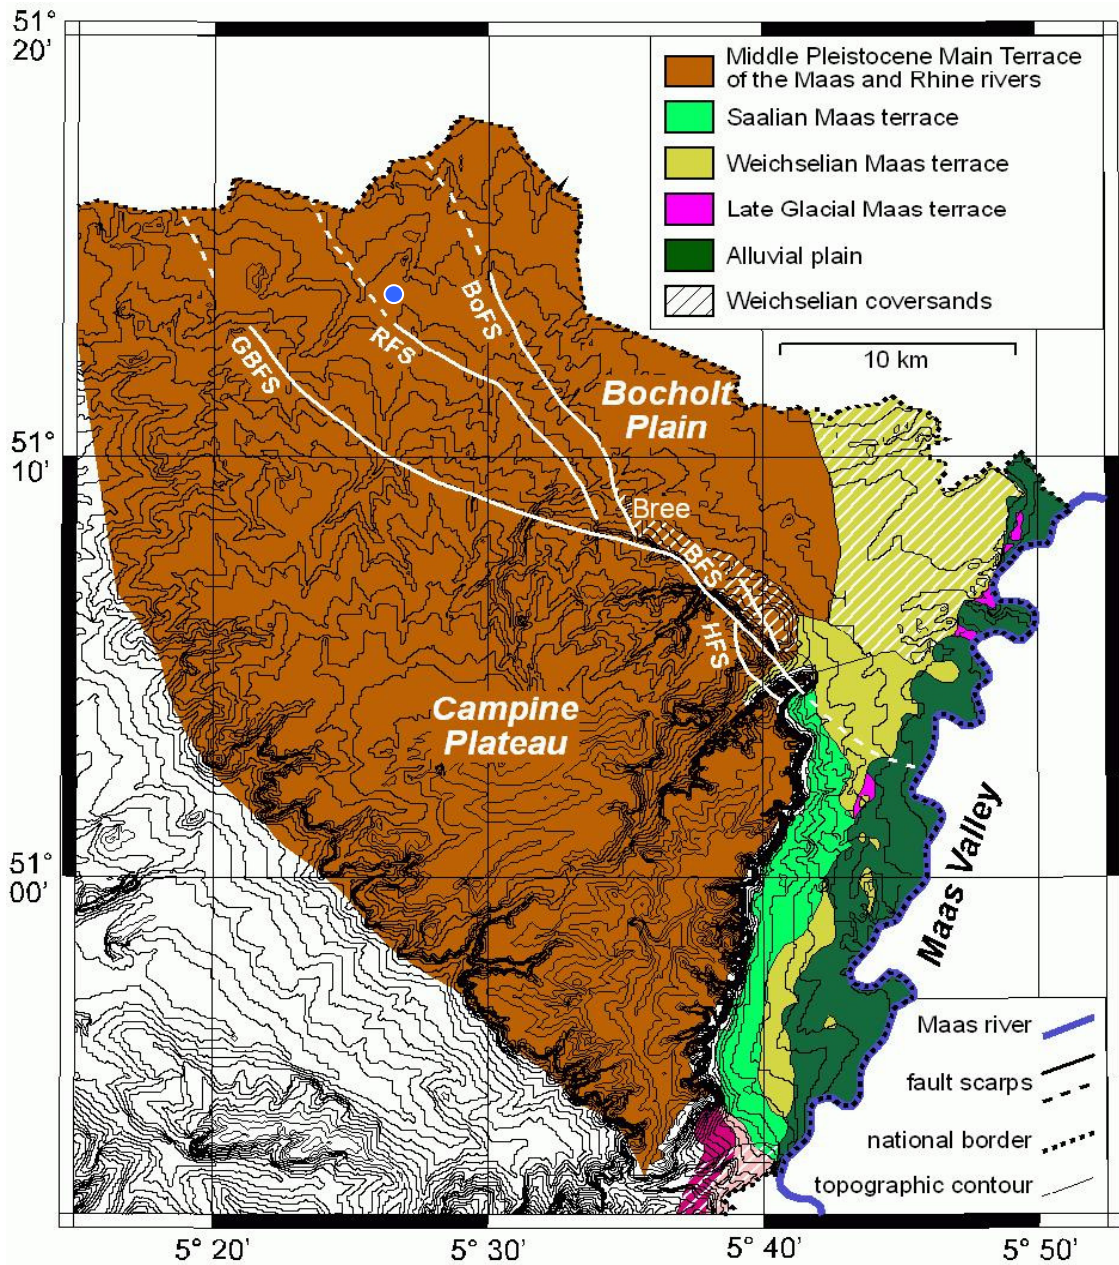 51°
20'
Middle Pleistocene Main Terrace
of the Maas and Rhine rivers
Saalian Maas terrace
Weichselian Maas terrace
Late Glacial Maas terrace
Alluvial plain
Weichselian coversands
10 km
BoFS
RFS
GBFS
Bocholt
Plain
51°
10'
Bree
BFS
HFS
Campine
Plateau
51°
00'
Maas Valley
Maas river
fault scarps
national border
topographic contour
5° 20'
5° 30'
5° 40'
5° 50'